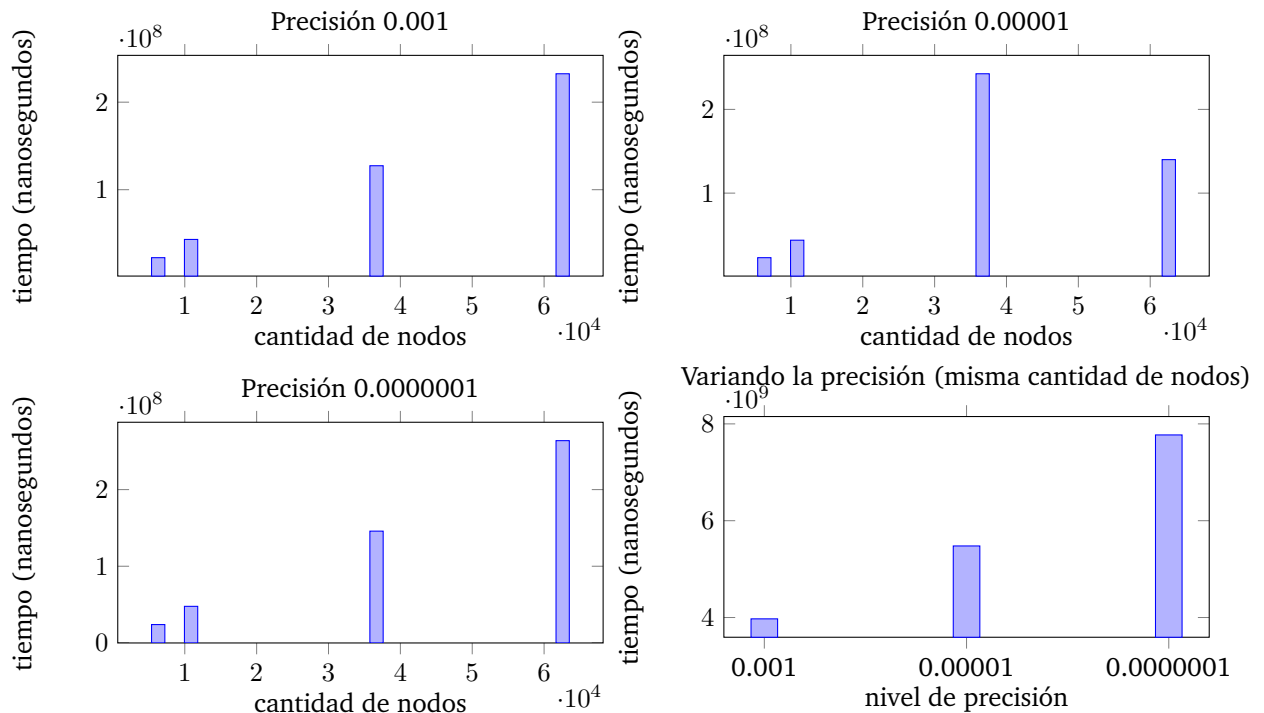 Precisión 0.001
·10^8
tiempo (nanosegundos)
2
1
1 2 3 4 5 6
·10^4
cantidad de nodos
Precisión 0.00001
·10^8
tiempo (nanosegundos)
2
1
1 2 3 4 5 6
·10^4
cantidad de nodos
Precisión 0.0000001
·10^8
tiempo (nanosegundos)
2
1
0
1 2 3 4 5 6
·10^4
cantidad de nodos
Variando la precisión (misma cantidad de nodos)
·10^9
tiempo (nanosegundos)
8
6
4
0.001 0.00001 0.0000001
nivel de precisión